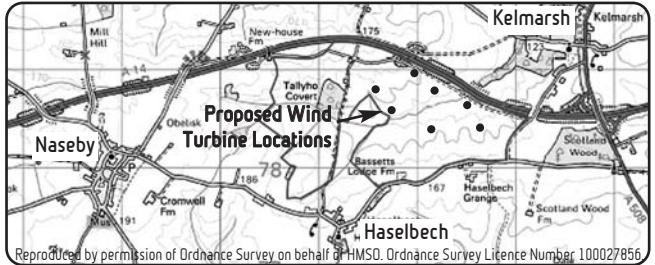 Kelmarsh
Kelmarsh
Mill
Hill
New-house
Fm
175
123
A 14
Tallyho
Covert
Obelisk
Proposed Wind
Turbine Locations
Naseby
P
78
Bassetts
Lodge Fm
Scotland
Wood
186
167
Haselbech
Grange
A 508
Cromwell
Fm
Scotland Wood
Fm
Mus
191
Haselbech
Reproduced by permission of Ordnance Survey on behalf of HMSO. Ordnance Survey Licence Number 100027856.